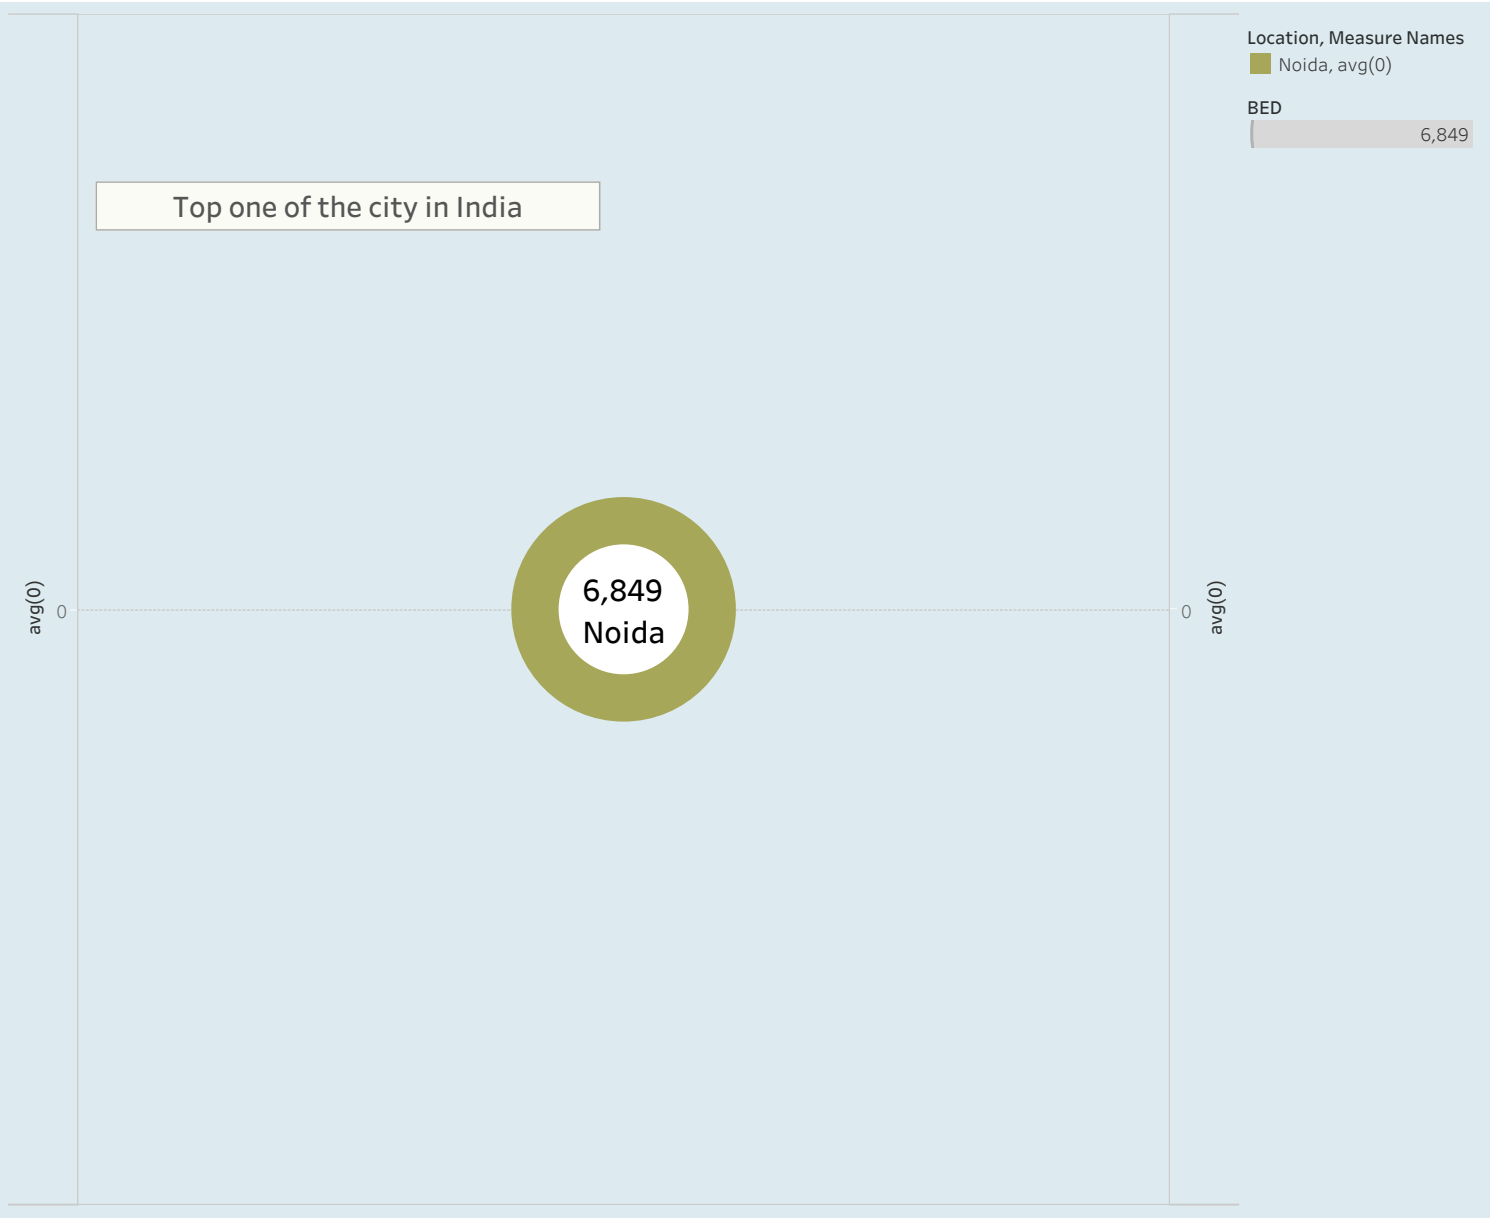 Location, Measure Names
Noida, avg(0)
BED
6,849
Top one of the city in India
6,849
Noida
avg(0)
0
0
avg(0)